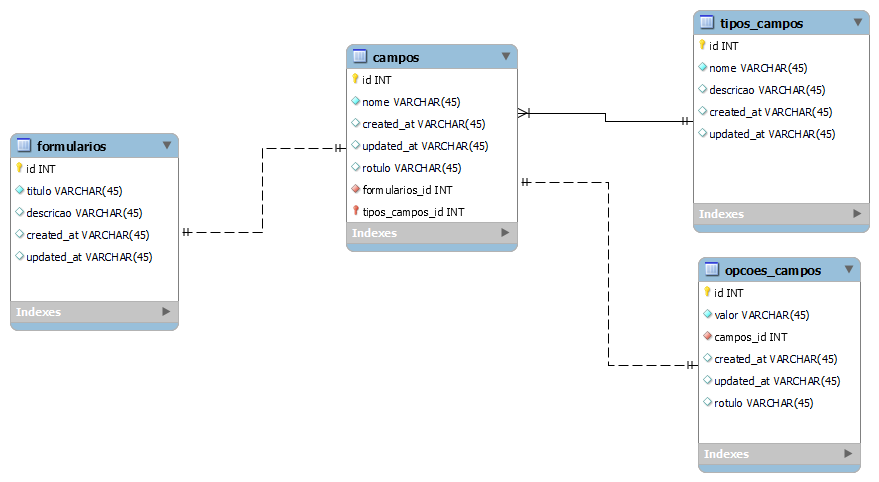 formularios
id INT
titulo VARCHAR(45)
descricao VARCHAR(45)
created_at VARCHAR(45)
updated_at VARCHAR(45)
Indexes
campos
id INT
nome VARCHAR(45)
created_at VARCHAR(45)
updated_at VARCHAR(45)
rotulo VARCHAR(45)
formularios_id INT
tipos_campos_id INT
Indexes
tipos_campos
id INT
nome VARCHAR(45)
descricao VARCHAR(45)
created_at VARCHAR(45)
updated_at VARCHAR(45)
Indexes
opcoes_campos
id INT
valor VARCHAR(45)
campos_id INT
created_at VARCHAR(45)
updated_at VARCHAR(45)
rotulo VARCHAR(45)
Indexes